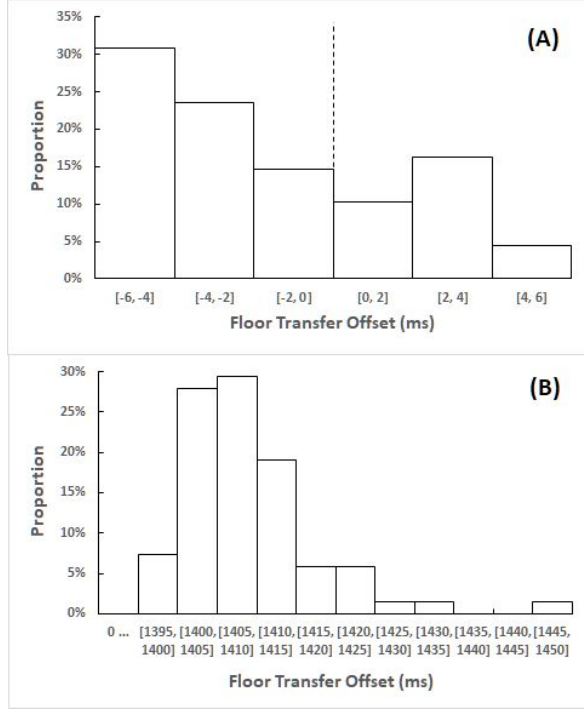 (A)
35%
30%
25%
20%
15%
10%
5%
0%
Proportion
[-6, -4] [-4, -2] [-2, 0] [0, 2] [2, 4] [4, 6]
Floor Transfer Offset (ms)
(B)
30%
25%
20%
15%
10%
5%
0%
Proportion
0 ... [1395, [1400, [1405, [1410, [1415, [1420, [1425, [1430, [1435, [1440, [1445,
1400] 1405] 1410] 1415] 1420] 1425] 1430] 1435] 1440] 1445] 1450]
Floor Transfer Offset (ms)